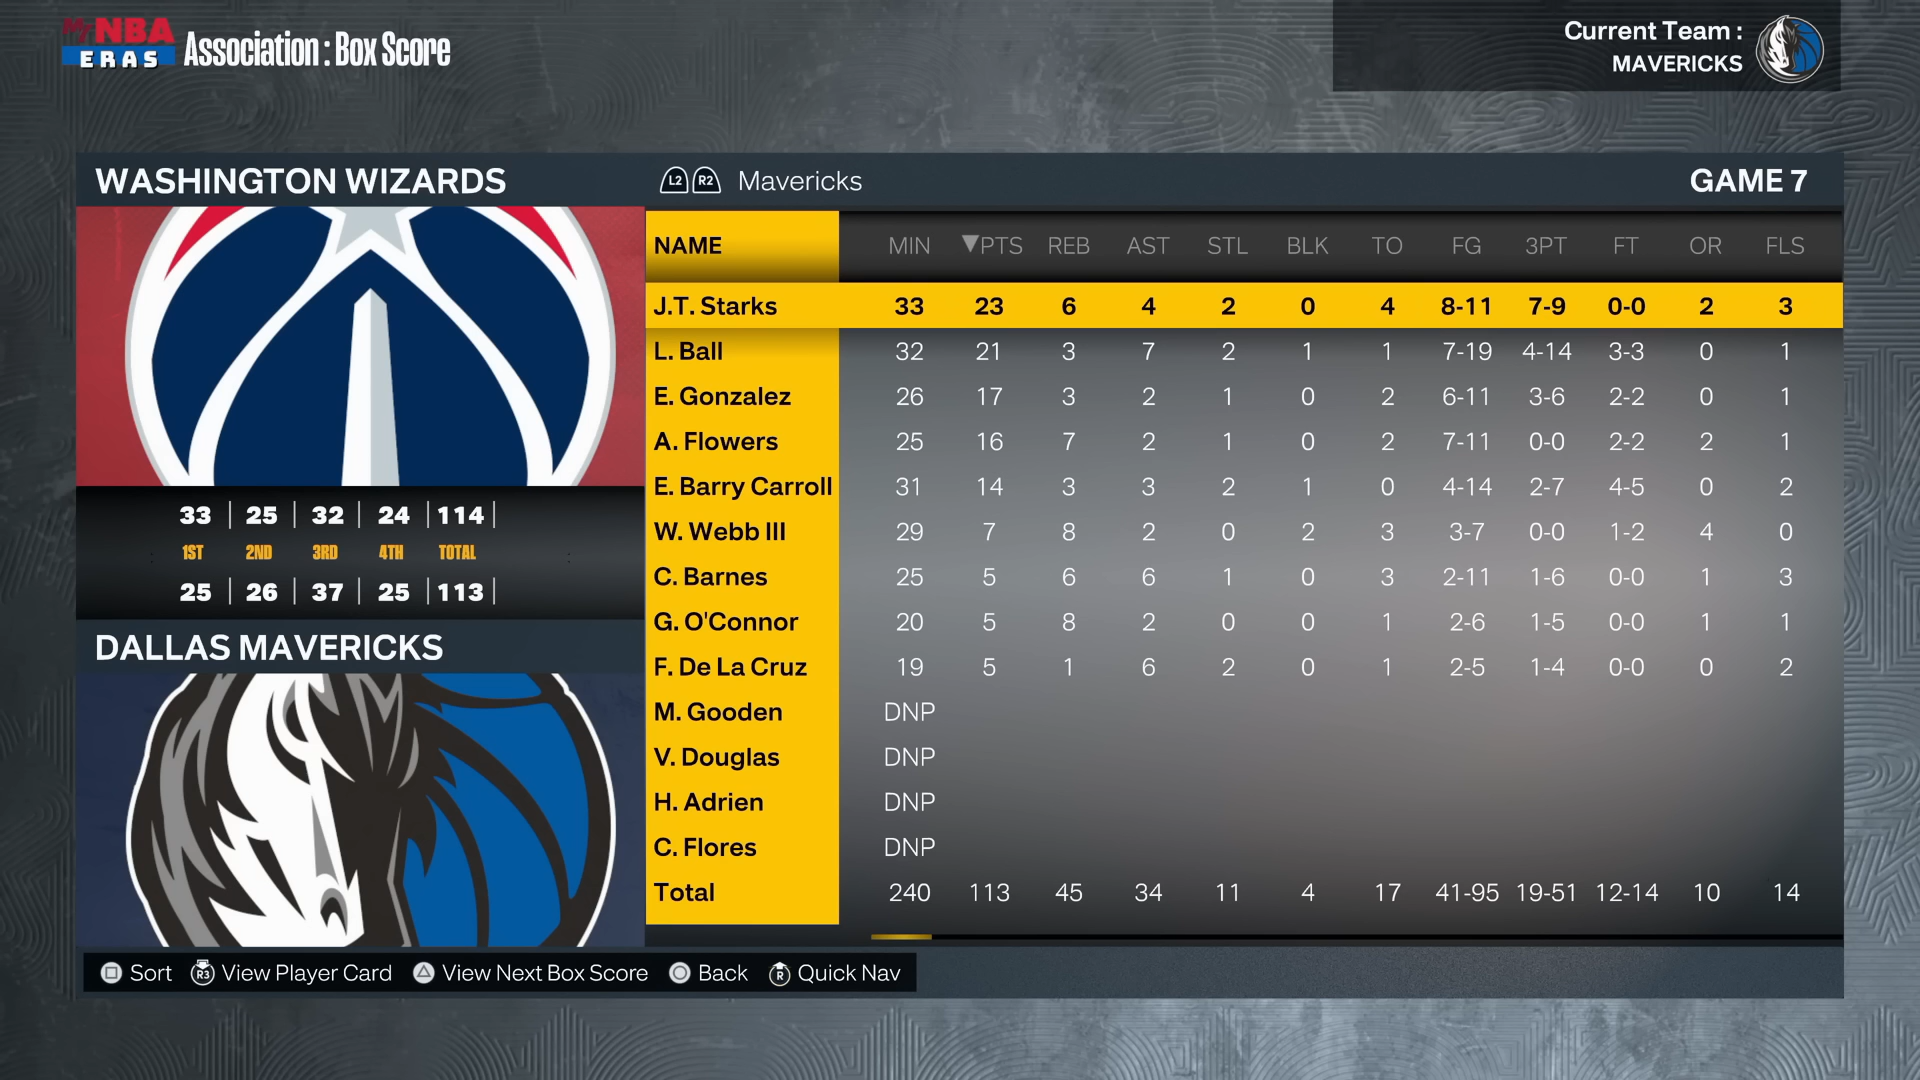 MyNBA ERAS Association : Box Score
Current Team :
MAVERICKS
WASHINGTON WIZARDS
33 | 25 | 32 | 24 | 114 |
1ST 2ND 3RD 4TH TOTAL
25 | 26 | 37 | 25 | 113 |
DALLAS MAVERICKS
L2 R2 Mavericks GAME 7
NAME MIN ▼PTS REB AST STL BLK TO FG 3PT FT OR FLS
J.T. Starks 33 23 6 4 2 0 4 8-11 7-9 0-0 2 3
L. Ball 32 21 3 7 2 1 1 7-19 4-14 3-3 0 1
E. Gonzalez 26 17 3 2 1 0 2 6-11 3-6 2-2 0 1
A. Flowers 25 16 7 2 1 0 2 7-11 0-0 2-2 2 1
E. Barry Carroll 31 14 3 3 2 1 0 4-14 2-7 4-5 0 2
W. Webb III 29 7 8 2 0 2 3 3-7 0-0 1-2 4 0
C. Barnes 25 5 6 6 1 0 3 2-11 1-6 0-0 1 3
G. O'Connor 20 5 8 2 0 0 1 2-6 1-5 0-0 1 1
F. De La Cruz 19 5 1 6 2 0 1 2-5 1-4 0-0 0 2
M. Gooden DNP
V. Douglas DNP
H. Adrien DNP
C. Flores DNP
Total 240 113 45 34 11 4 17 41-95 19-51 12-14 10 14
Sort R3 View Player Card View Next Box Score Back R Quick Nav